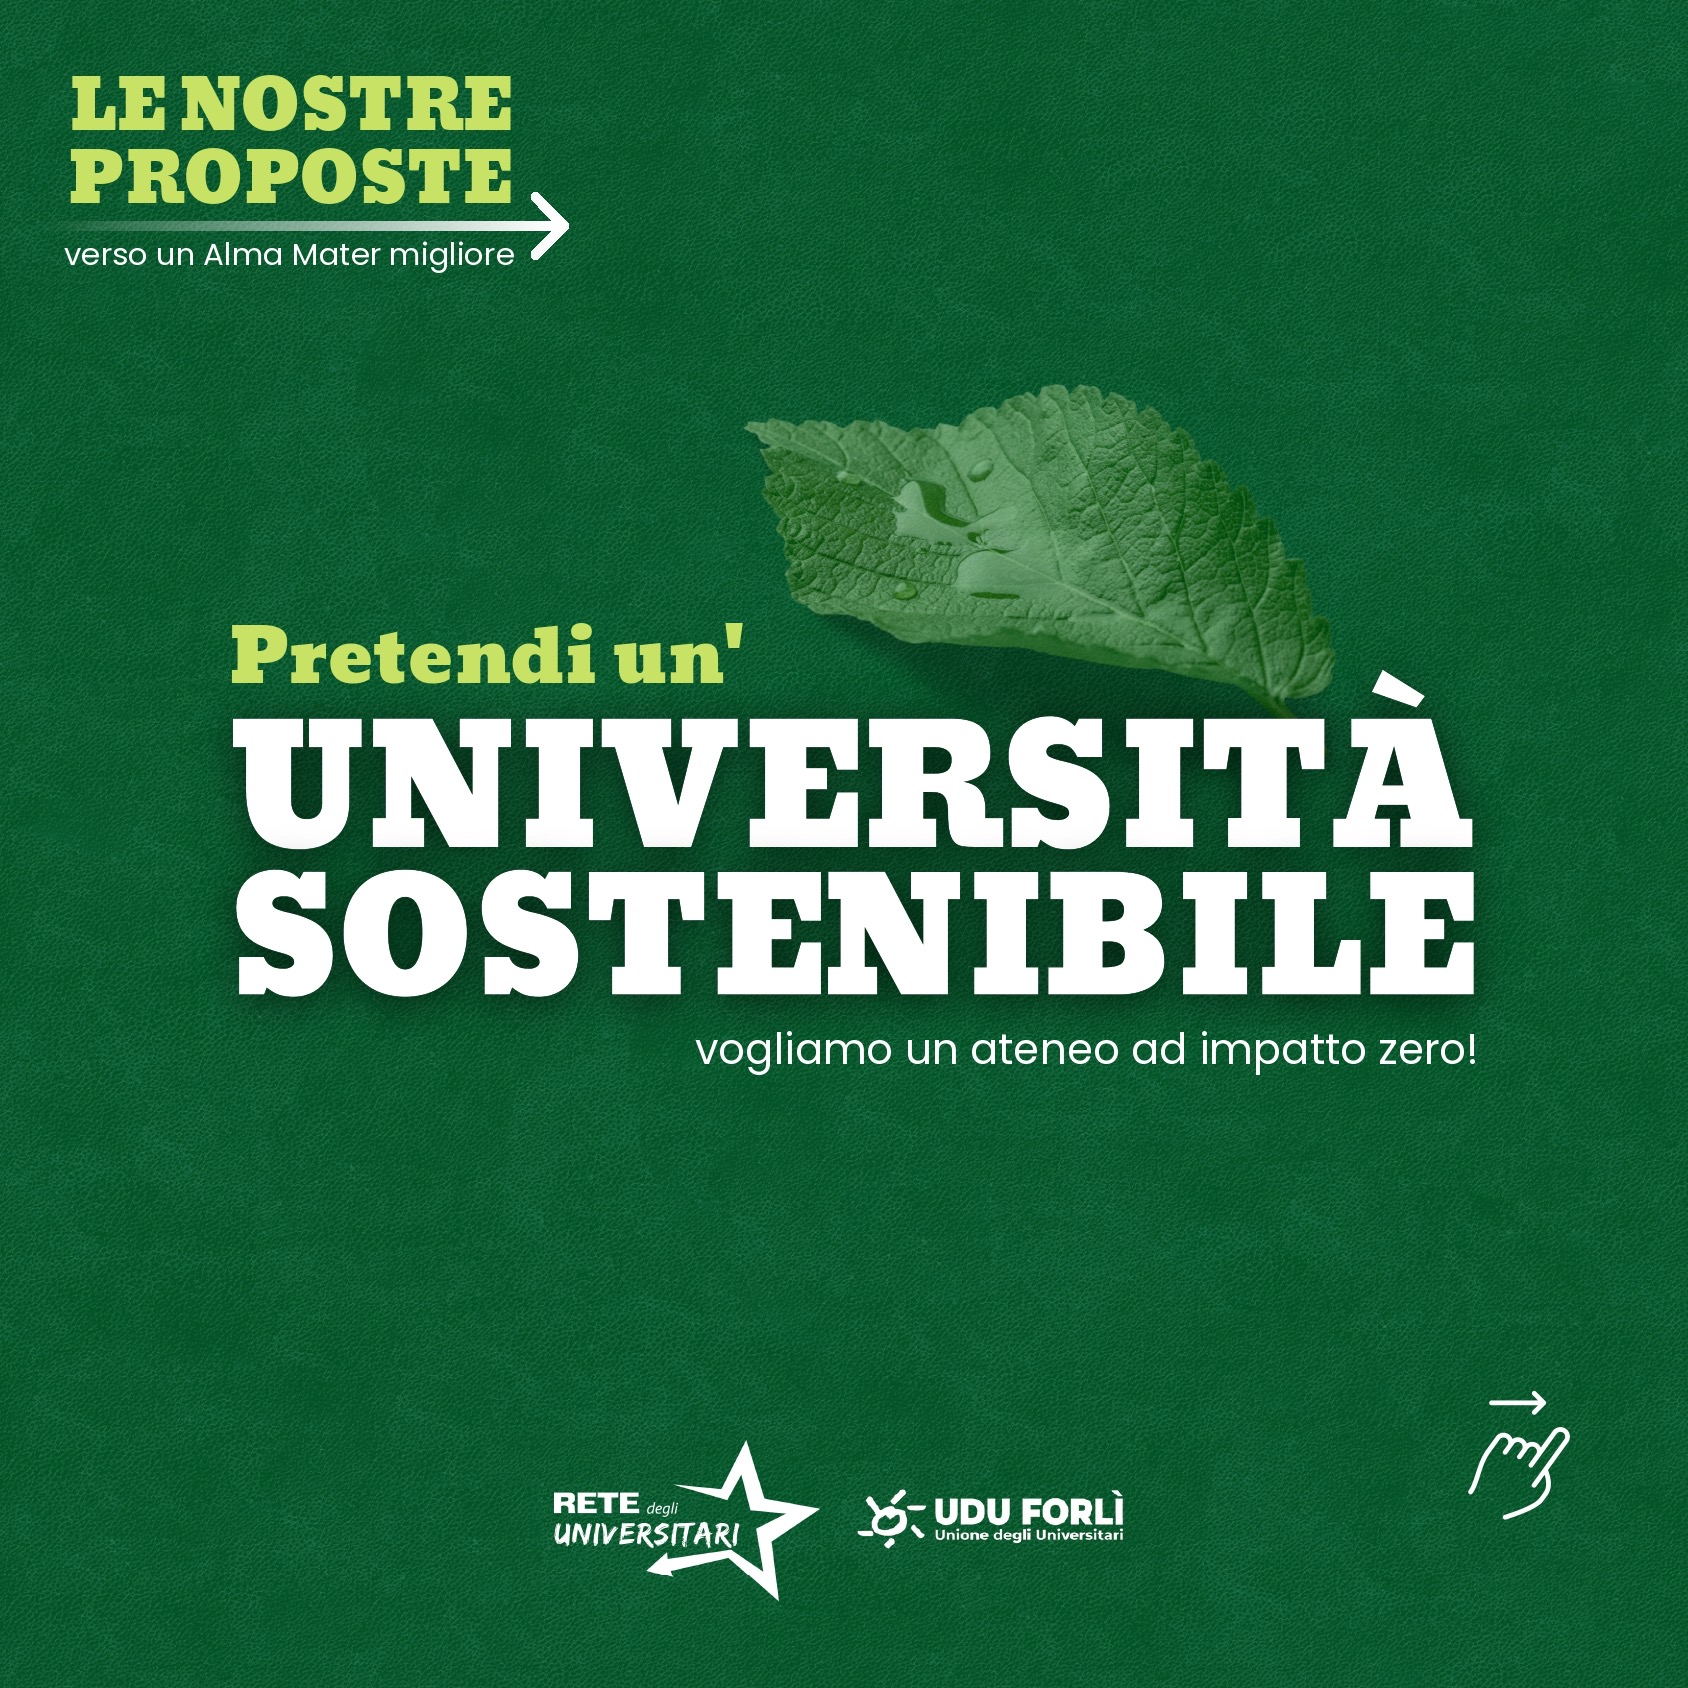 LE NOSTRE
PROPOSTE
verso un Alma Mater migliore
Pretendi un'
UNIVERSITÀ
SOSTENIBILE
vogliamo un ateneo ad impatto zero!
RETE degli
UNIVERSITARI
UDU FORLÌ
Unione degli Universitari